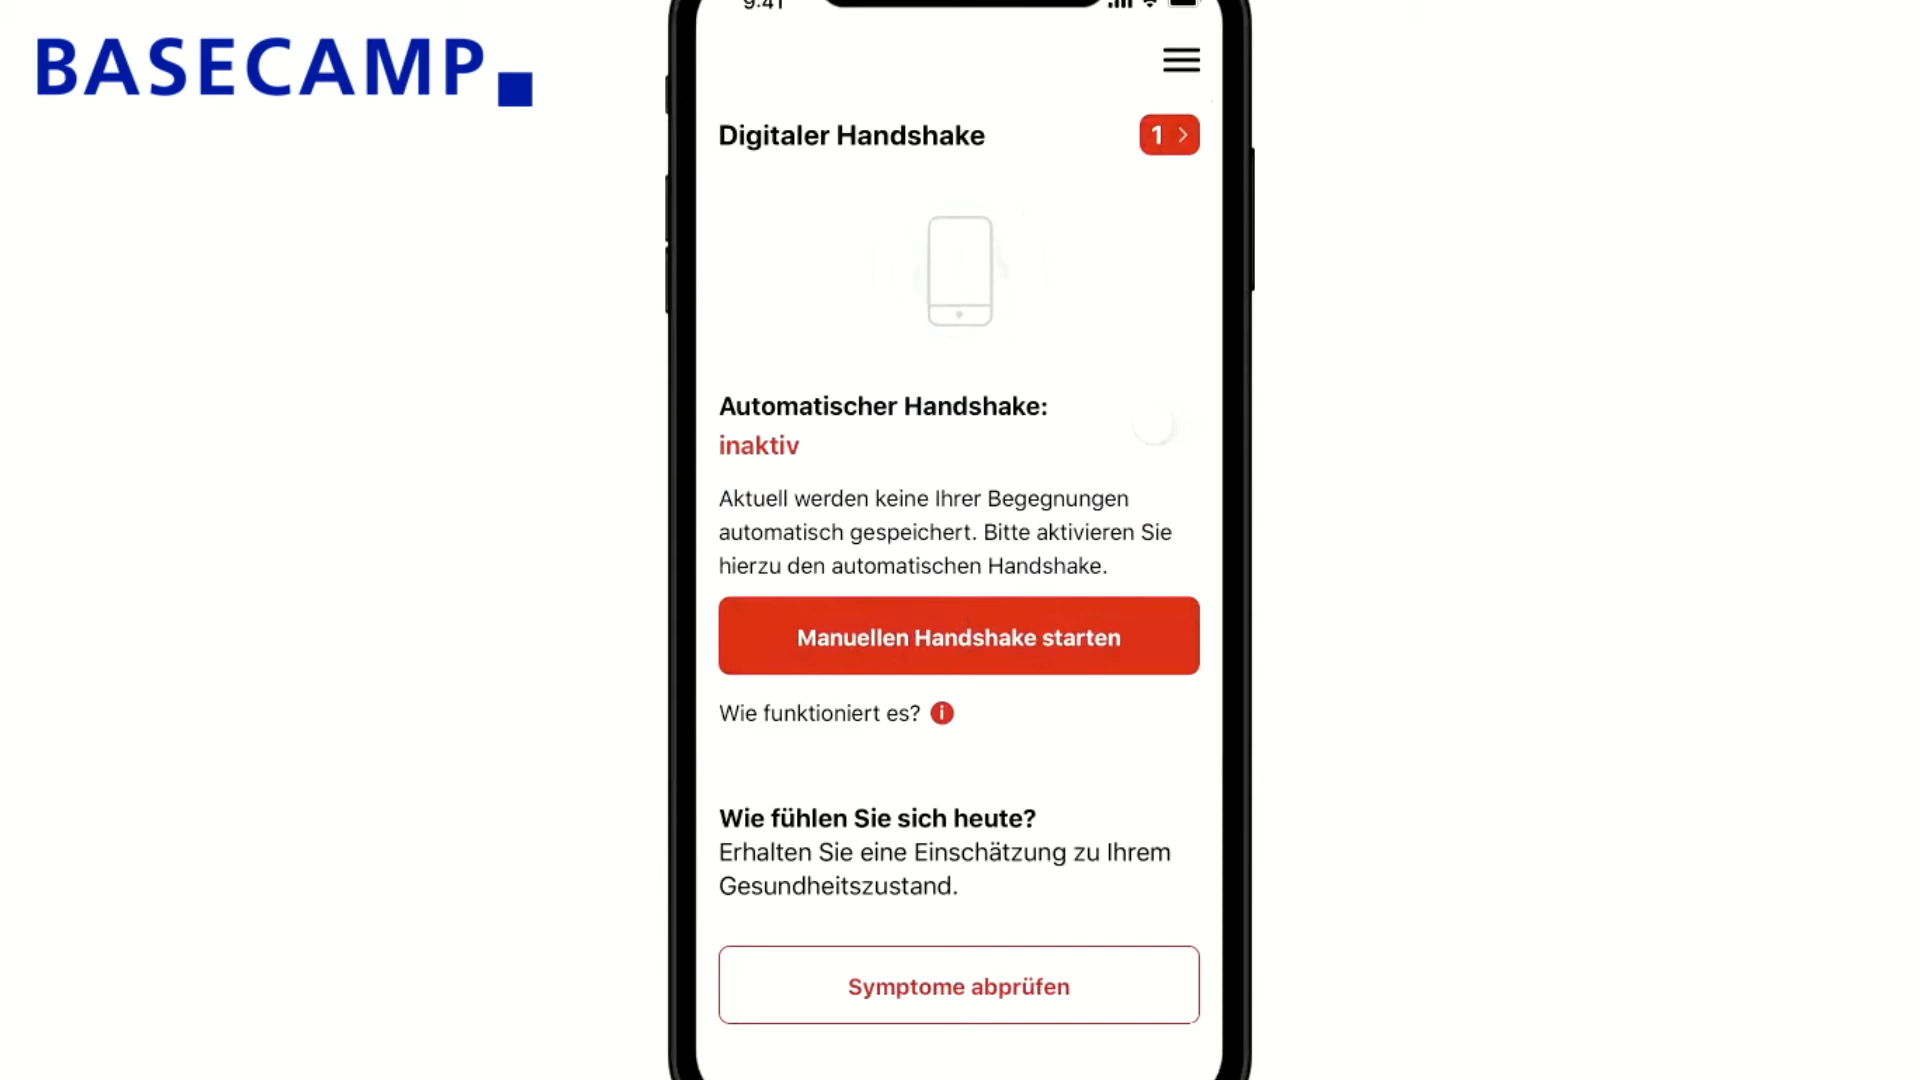 BASECAMP
9:41
Digitaler Handshake
1
Automatischer Handshake:
inaktiv
Aktuell werden keine Ihrer Begegnungen
automatisch gespeichert. Bitte aktivieren Sie
hierzu den automatischen Handshake.
Manuellen Handshake starten
Wie funktioniert es? i
Wie fühlen Sie sich heute?
Erhalten Sie eine Einschätzung zu Ihrem
Gesundheitszustand.
Symptome abprüfen